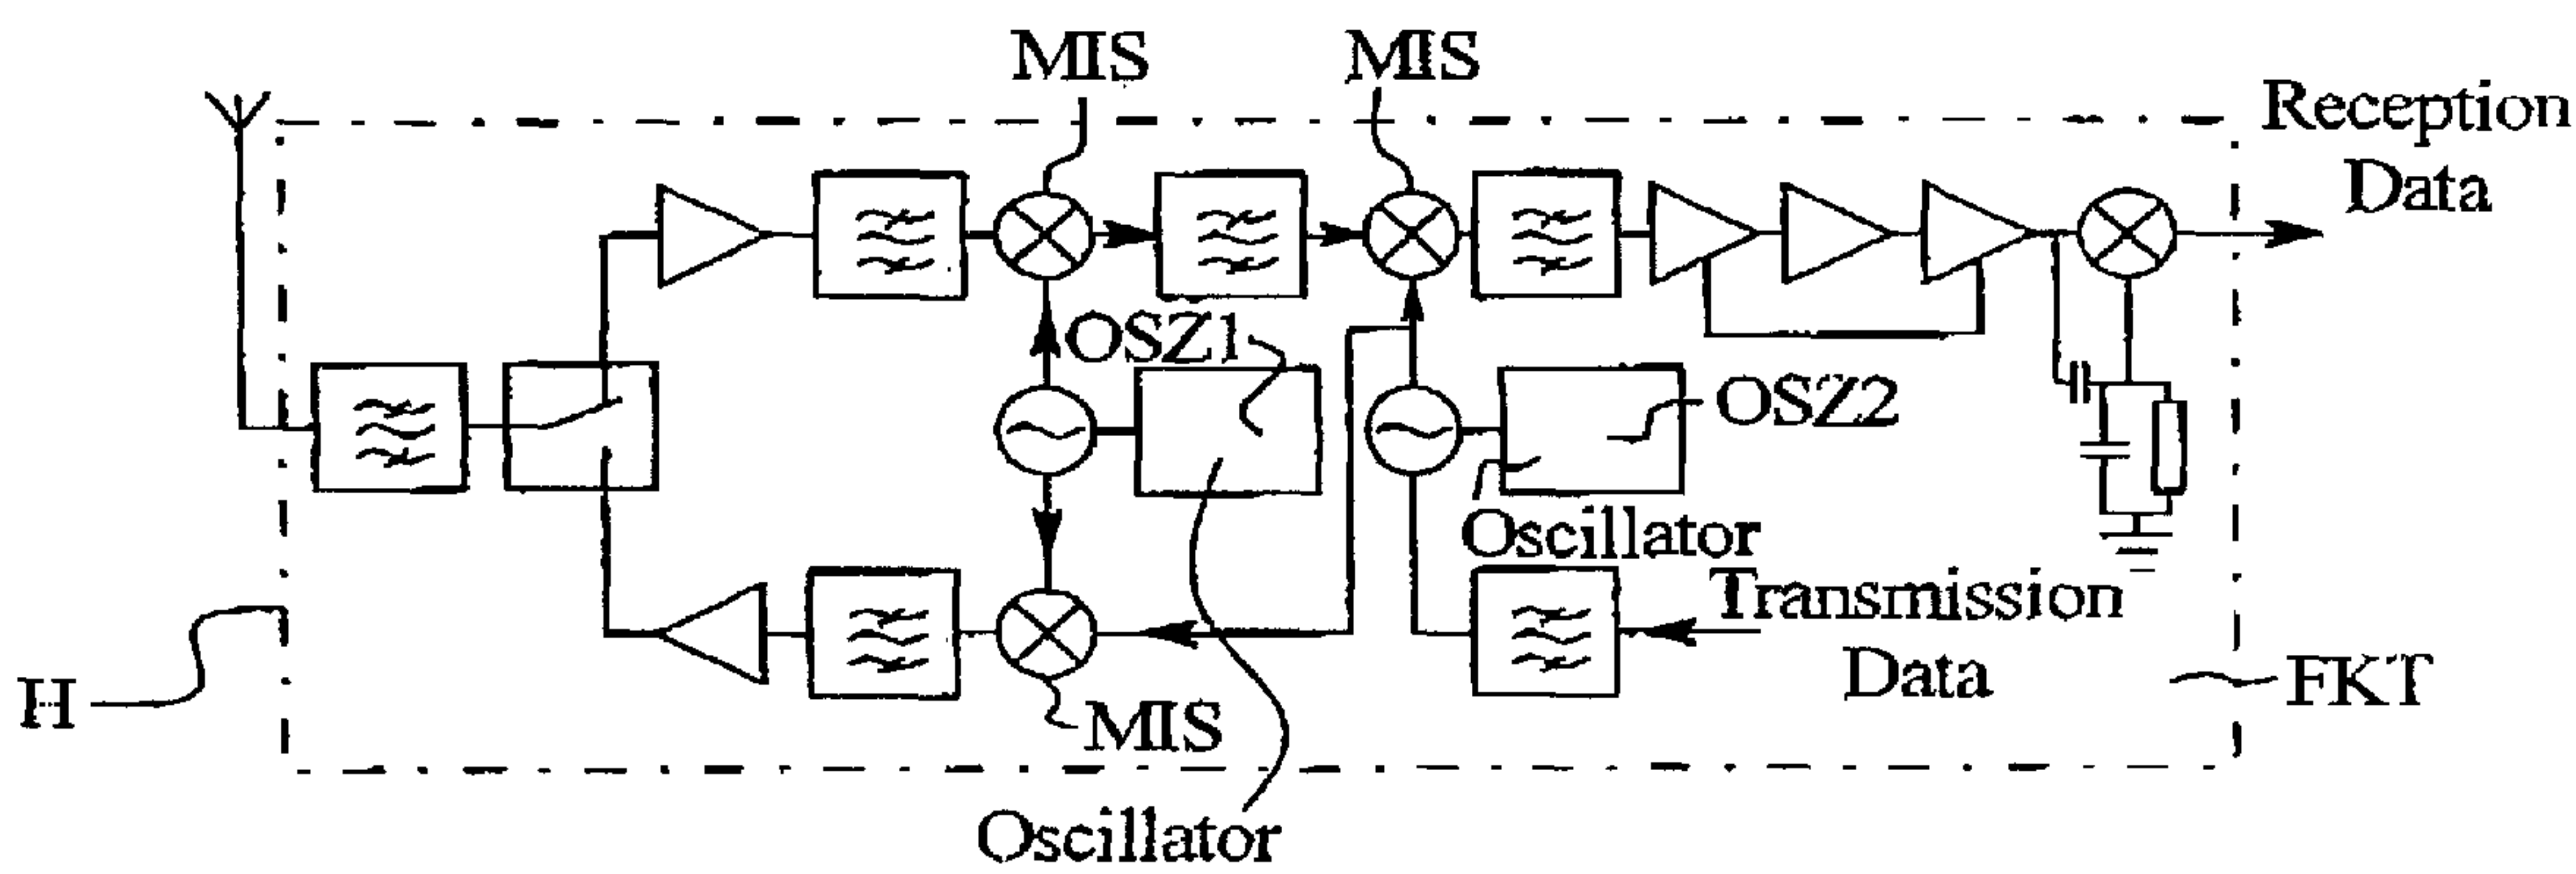 MIS
MIS
Reception
Data
OSZ1
OSZ2
Oscillator
Transmission
Data
H
FKT
MIS
Oscillator